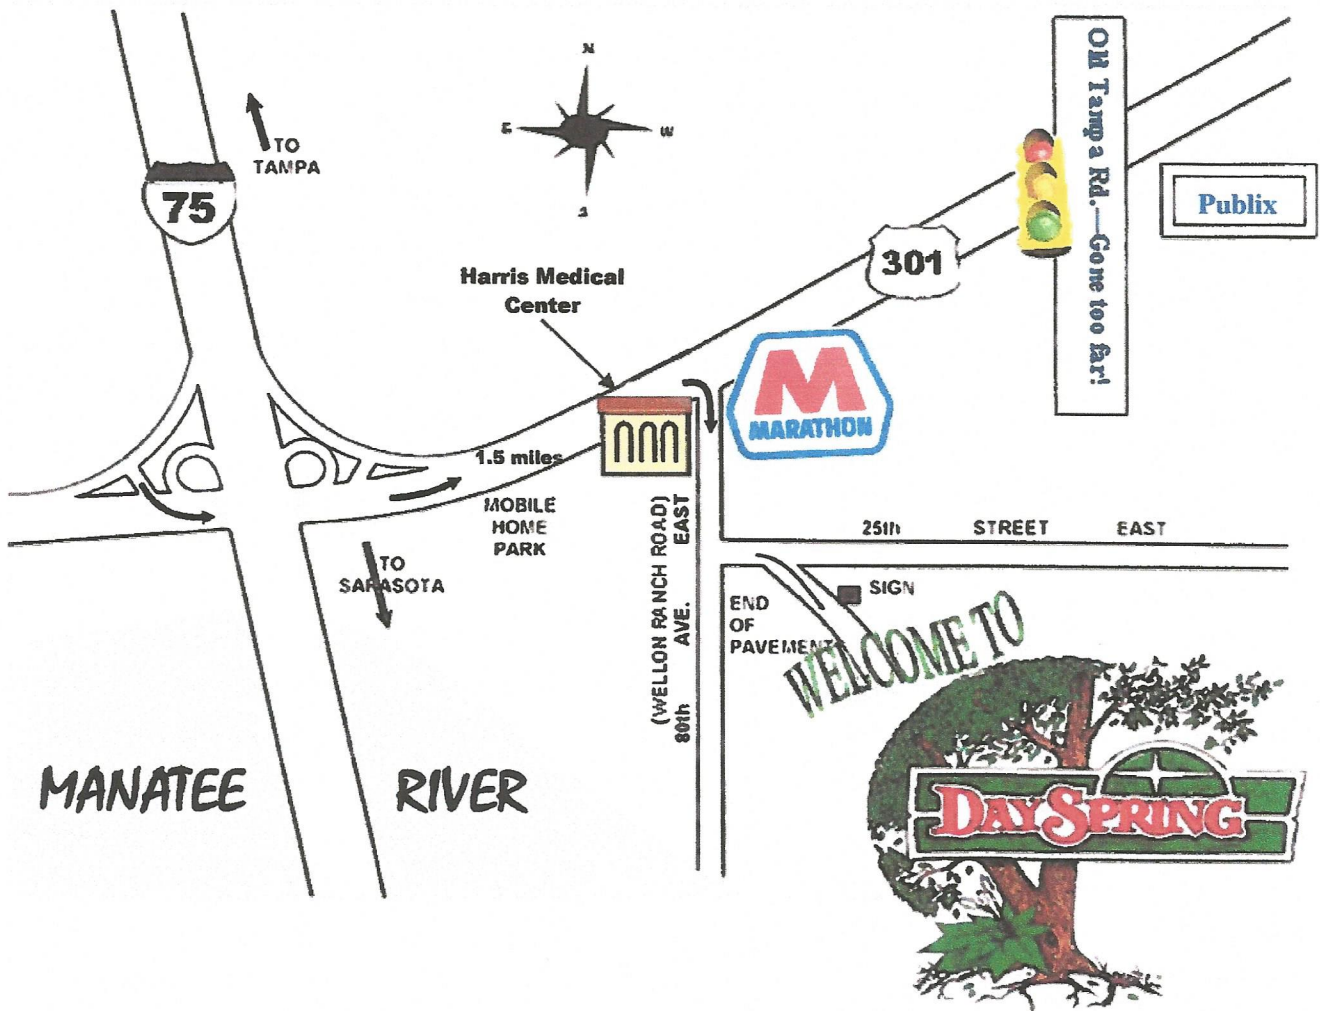 N
E
W
S
TO
TAMPA
75
Harris Medical
Center
301
Old Tampa Rd.—Gone too far!
Publix
M
MARATHON
1.5 miles
MOBILE
HOME
PARK
TO
SARASOTA
(WELLON RANCH ROAD)
80th AVE. EAST
25th STREET EAST
SIGN
END
OF
PAVEMENT
WELCOME TO
MANATEE RIVER
DAYSPRING